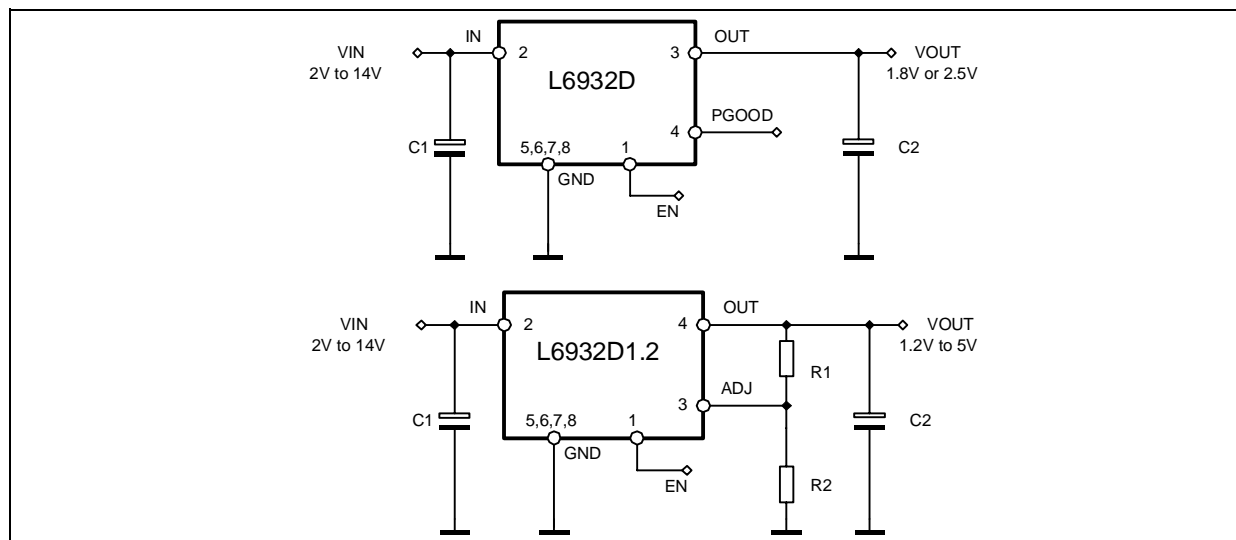 IN
OUT
VIN
2
3
VOUT
2V to 14V
L6932D
1.8V or 2.5V
PGOOD
4
C1
5,6,7,8
1
C2
GND
EN
IN
OUT
VIN
2
4
VOUT
2V to 14V
L6932D1.2
1.2V to 5V
R1
ADJ
3
C1
5,6,7,8
1
C2
GND
EN
R2